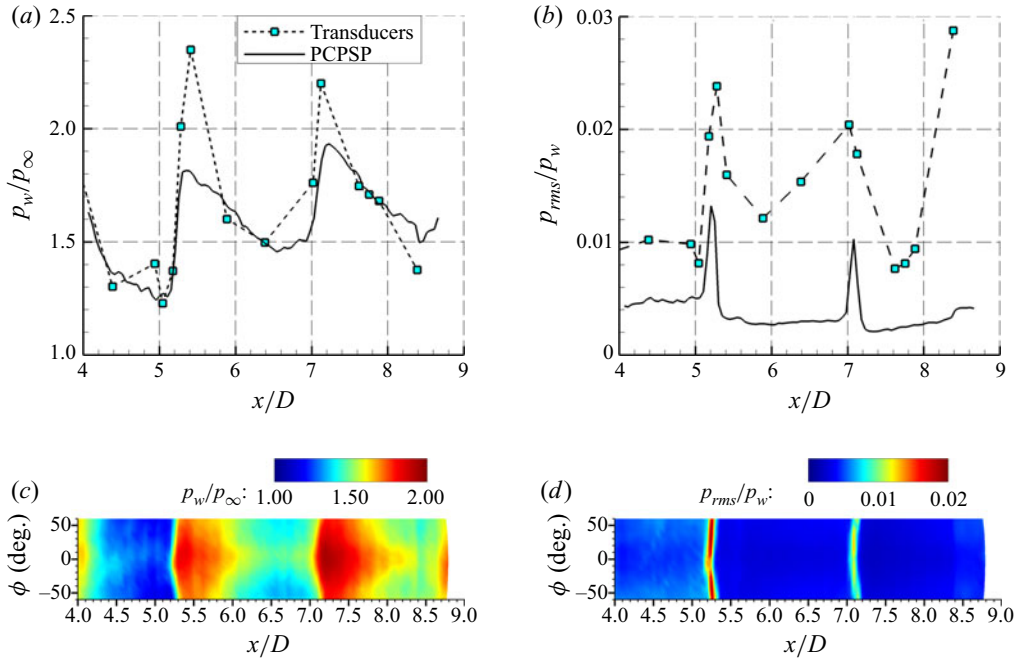 (a)
2.5
2.0
1.5
1.0
p_w/p_∞
Transducers
PCPSP
4 5 6 7 8 9
x/D
(b)
0.03
0.02
0.01
0
p_rms/p_w
4 5 6 7 8 9
x/D
(c)
p_w/p_∞: 1.00 1.50 2.00
50
0
−50
ϕ (deg.)
4.0 5.0 5.5 6.0 6.5 7.0 7.5 8.0 8.5 9.0
x/D
(d)
p_rms/p_w: 0 0.01 0.02
50
0
−50
ϕ (deg.)
4.0 5.0 5.5 6.0 6.5 7.0 7.5 8.0 8.5 9.0
x/D